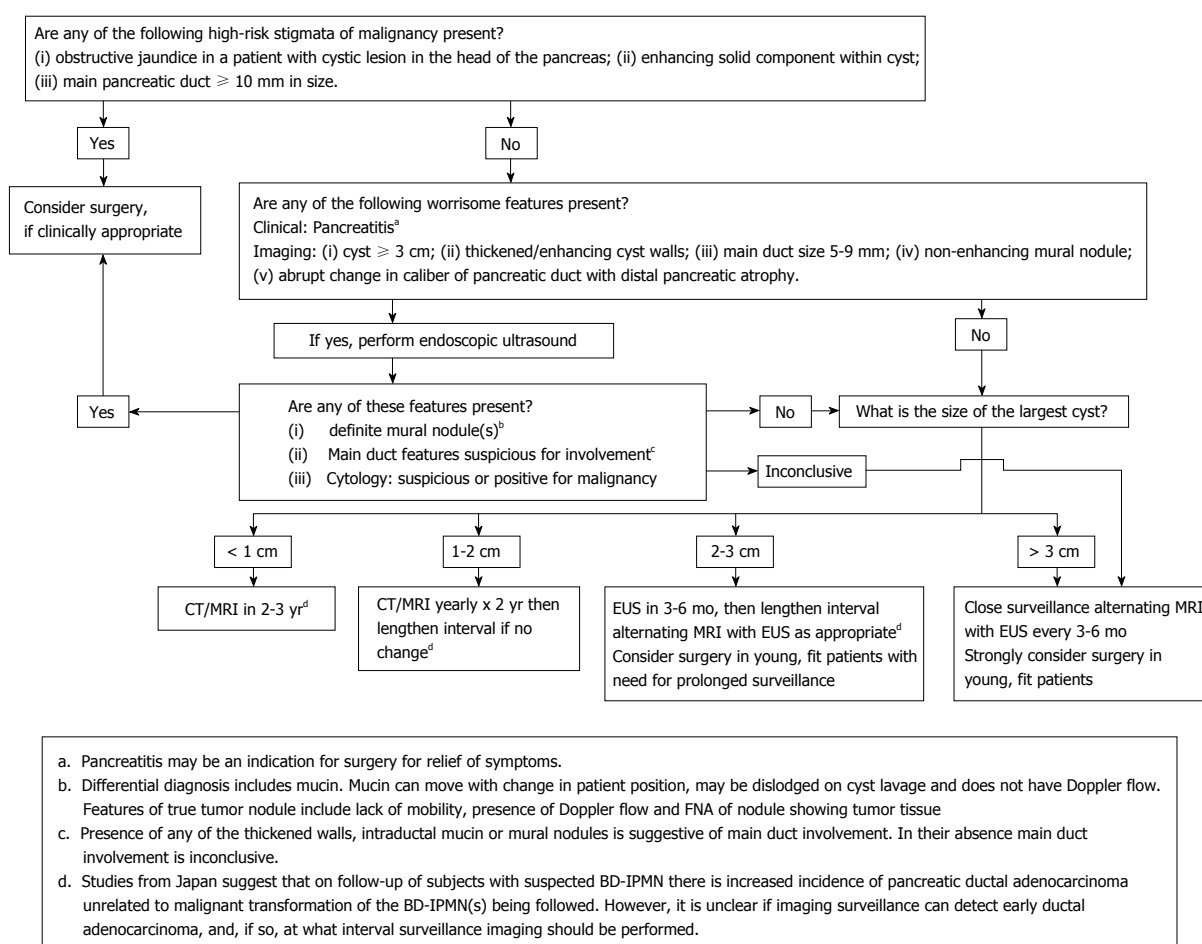 Are any of the following high-risk stigmata of malignancy present?
(i) obstructive jaundice in a patient with cystic lesion in the head of the pancreas; (ii) enhancing solid component within cyst;
(iii) main pancreatic duct ≥ 10 mm in size.
Yes
No
Consider surgery,
if clinically appropriate
Are any of the following worrisome features present?
Clinical: Pancreatitisᵃ
Imaging: (i) cyst ≥ 3 cm; (ii) thickened/enhancing cyst walls; (iii) main duct size 5-9 mm; (iv) non-enhancing mural nodule;
(v) abrupt change in caliber of pancreatic duct with distal pancreatic atrophy.
If yes, perform endoscopic ultrasound
No
Yes
Are any of these features present?
(i) definite mural nodule(s)ᵇ
(ii) Main duct features suspicious for involvementᶜ
(iii) Cytology: suspicious or positive for malignancy
No
What is the size of the largest cyst?
Inconclusive
< 1 cm
1-2 cm
2-3 cm
> 3 cm
CT/MRI in 2-3 yrᵈ
CT/MRI yearly x 2 yr then
lengthen interval if no
changeᵈ
EUS in 3-6 mo, then lengthen interval
alternating MRI with EUS as appropriateᵈ
Consider surgery in young, fit patients with
need for prolonged surveillance
Close surveillance alternating MRI
with EUS every 3-6 mo
Strongly consider surgery in
young, fit patients
a. Pancreatitis may be an indication for surgery for relief of symptoms.
b. Differential diagnosis includes mucin. Mucin can move with change in patient position, may be dislodged on cyst lavage and does not have Doppler flow.
Features of true tumor nodule include lack of mobility, presence of Doppler flow and FNA of nodule showing tumor tissue
c. Presence of any of the thickened walls, intraductal mucin or mural nodules is suggestive of main duct involvement. In their absence main duct
involvement is inconclusive.
d. Studies from Japan suggest that on follow-up of subjects with suspected BD-IPMN there is increased incidence of pancreatic ductal adenocarcinoma
unrelated to malignant transformation of the BD-IPMN(s) being followed. However, it is unclear if imaging surveillance can detect early ductal
adenocarcinoma, and, if so, at what interval surveillance imaging should be performed.